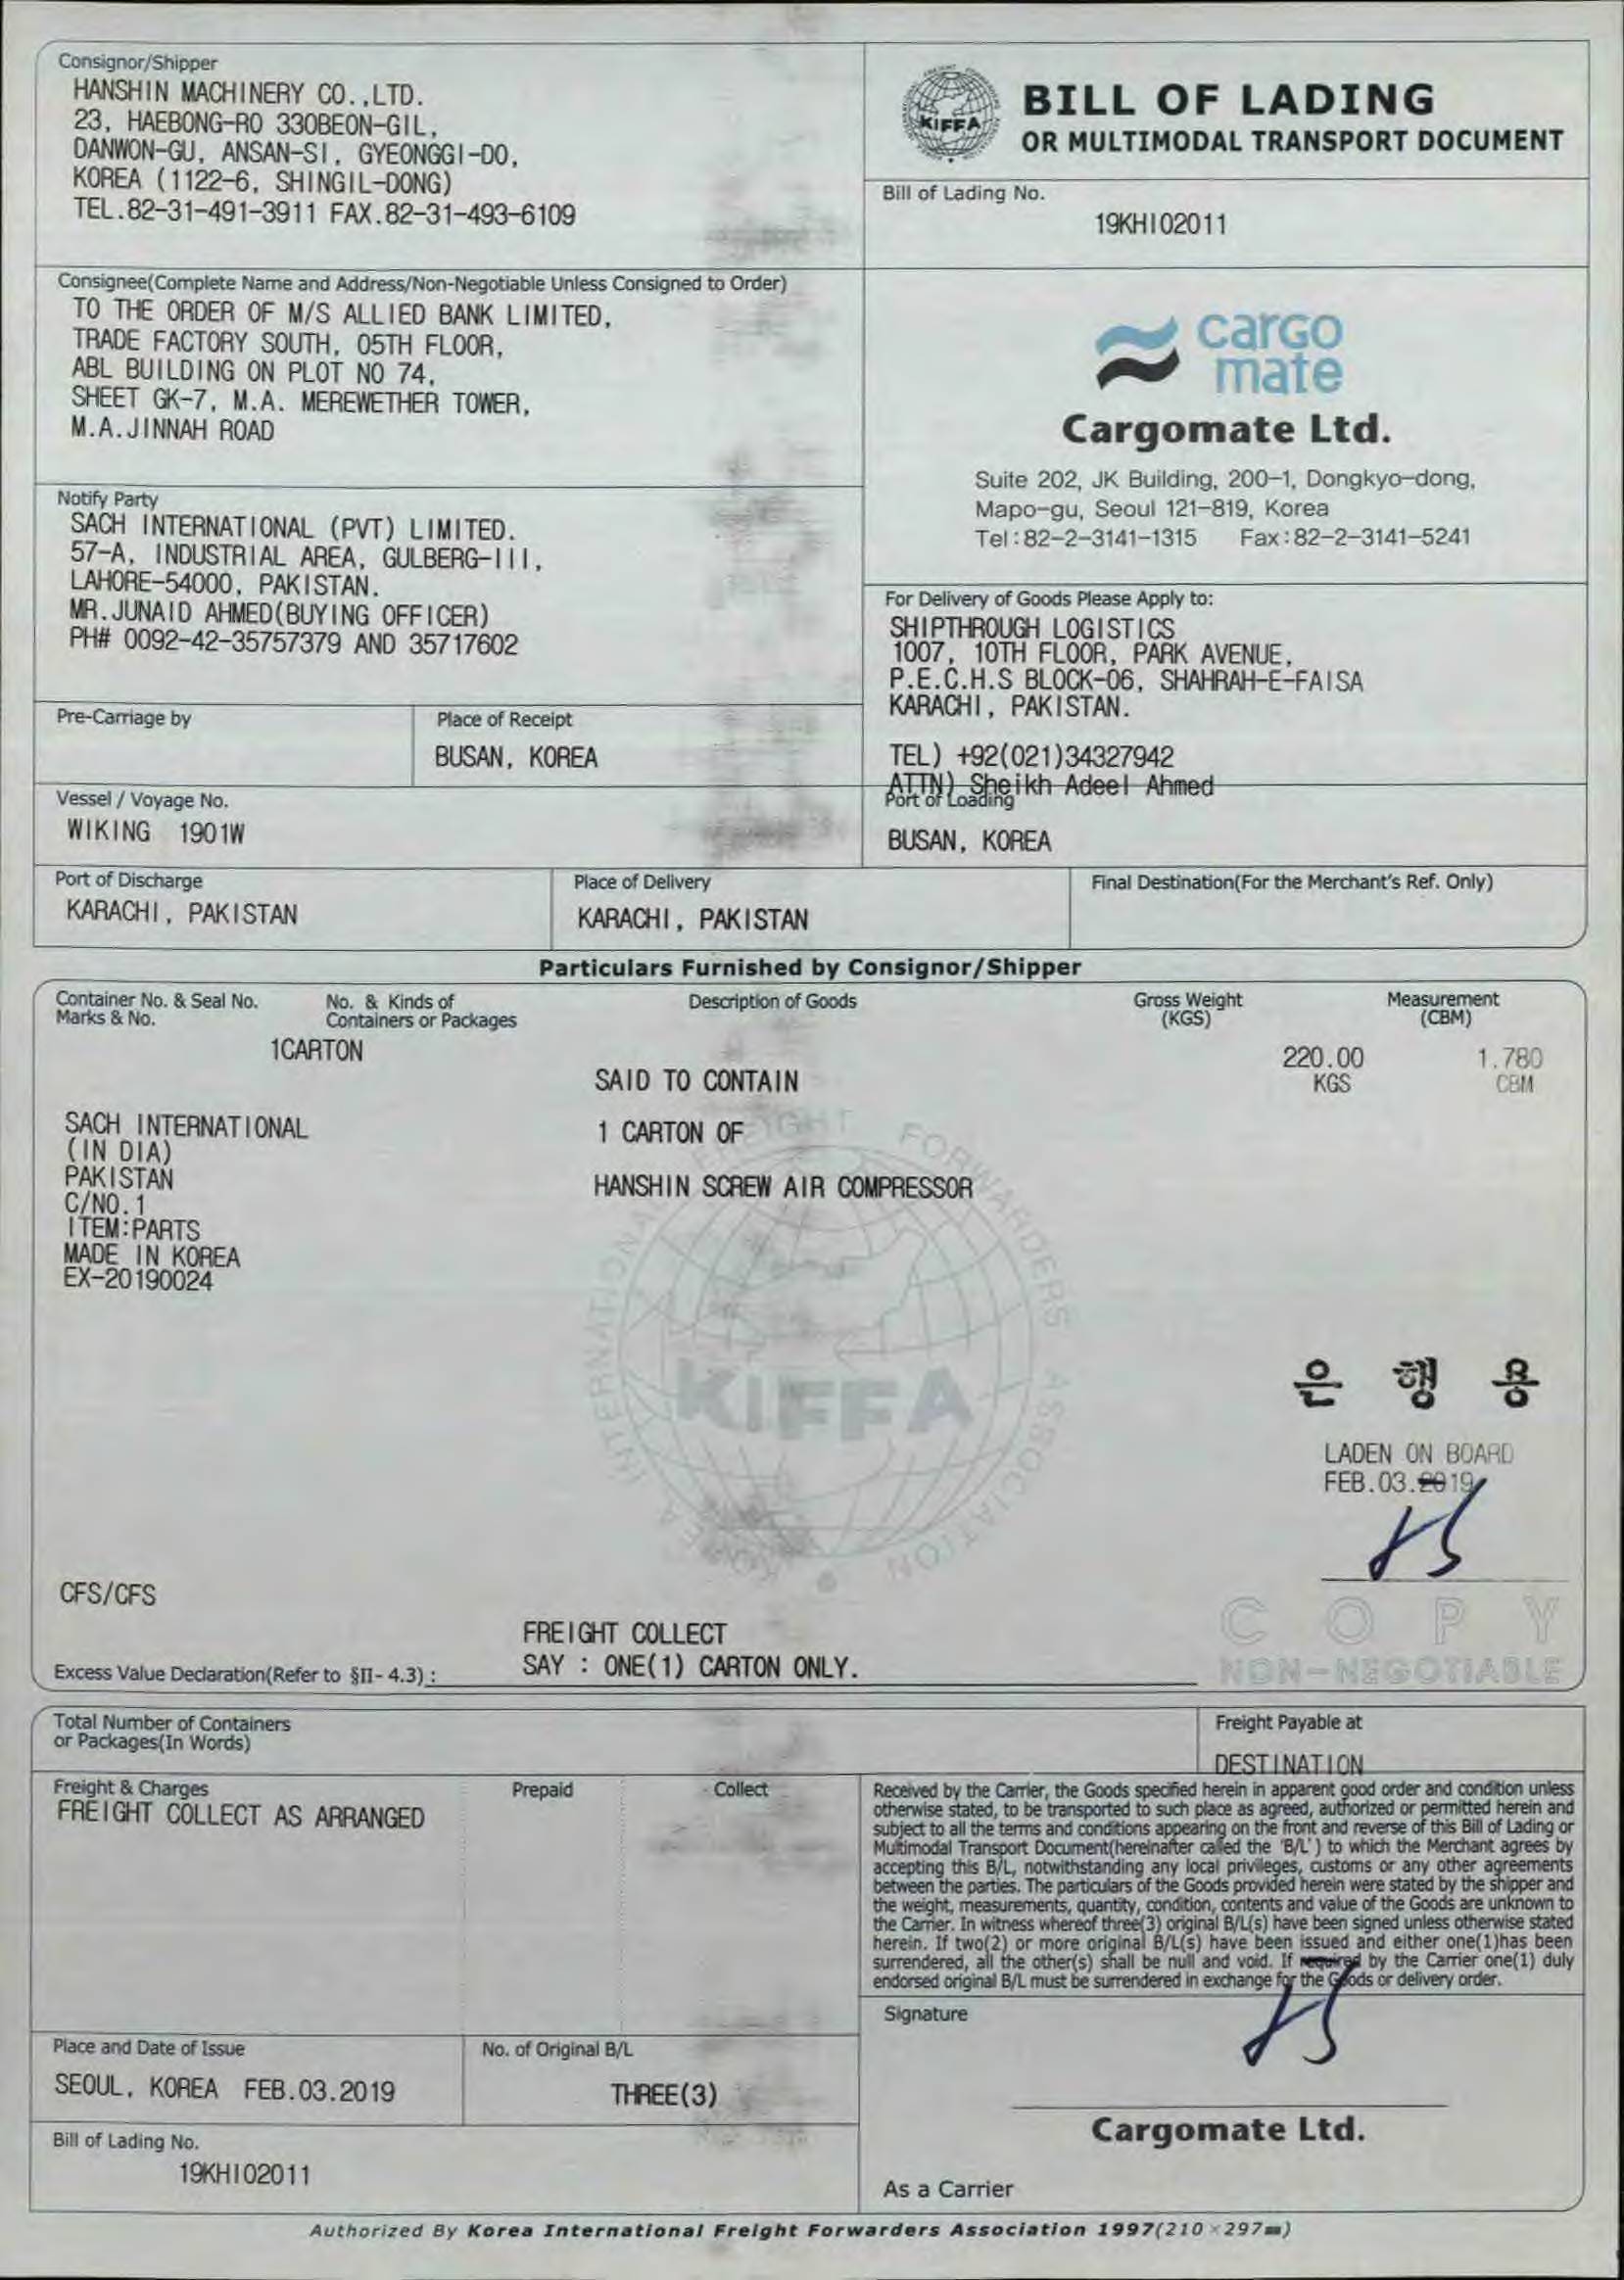 Consignor/Shipper
HANSHIN MACHINERY CO.,LTD.
23, HAEBONG-RO 330BEON-GIL,
DANWON-GU, ANSAN-SI, GYEONGGI-DO,
KOREA (1122-6, SHINGIL-DONG)
TEL.82-31-491-3911 FAX.82-31-493-6109
KIFFA
BILL OF LADING
OR MULTIMODAL TRANSPORT DOCUMENT
Bill of Lading No.
19KHI02011
Consignee(Complete Name and Address/Non-Negotiable Unless Consigned to Order)
TO THE ORDER OF M/S ALLIED BANK LIMITED,
TRADE FACTORY SOUTH, 05TH FLOOR,
ABL BUILDING ON PLOT NO 74,
SHEET GK-7, M.A. MEREWETHER TOWER,
M.A.JINNAH ROAD
cargo
mate
Cargomate Ltd.
Suite 202, JK Building, 200-1, Dongkyo-dong,
Mapo-gu, Seoul 121-819, Korea
Tel:82-2-3141-1315 Fax:82-2-3141-5241
Notify Party
SACH INTERNATIONAL (PVT) LIMITED.
57-A, INDUSTRIAL AREA, GULBERG-III,
LAHORE-54000, PAKISTAN.
MR.JUNAID AHMED(BUYING OFFICER)
PH# 0092-42-35757379 AND 35717602
For Delivery of Goods Please Apply to:
SHIPTHROUGH LOGISTICS
1007, 10TH FLOOR, PARK AVENUE,
P.E.C.H.S BLOCK-06, SHAHRAH-E-FAISA
KARACHI, PAKISTAN.
TEL) +92(021)34327942
ATTN) Sheikh Adeel Ahmed
Pre-Carriage by
Place of Receipt
BUSAN, KOREA
Vessel / Voyage No.
WIKING 1901W
Port of Loading
BUSAN, KOREA
Port of Discharge
KARACHI, PAKISTAN
Place of Delivery
KARACHI, PAKISTAN
Final Destination(For the Merchant's Ref. Only)
Particulars Furnished by Consignor/Shipper
Container No. & Seal No.
Marks & No.
No. & Kinds of
Containers or Packages
Description of Goods
Gross Weight
(KGS)
Measurement
(CBM)
1CARTON
220.00
KGS
1.780
CBM
SAID TO CONTAIN
1 CARTON OF
HANSHIN SCREW AIR COMPRESSOR
SACH INTERNATIONAL
(IN DIA)
PAKISTAN
C/NO.1
ITEM:PARTS
MADE IN KOREA
EX-20190024
KOREA INTERNATIONAL FREIGHT FORWARDERS ASSOCIATION
KIFFA
은 행 용
LADEN ON BOARD
FEB.03.2019
CFS/CFS
FREIGHT COLLECT
SAY : ONE(1) CARTON ONLY.
COPY
NON-NEGOTIABLE
Excess Value Declaration(Refer to §II- 4.3) :
Total Number of Containers
or Packages(In Words)
Freight Payable at
DESTINATION
Freight & Charges
Prepaid
Collect
FREIGHT COLLECT AS ARRANGED
Received by the Carrier, the Goods specified herein in apparent good order and condition unless
otherwise stated, to be transported to such place as agreed, authorized or permitted herein and
subject to all the terms and conditions appearing on the front and reverse of this Bill of Lading or
Multimodal Transport Document(hereinafter called the 'B/L') to which the Merchant agrees by
accepting this B/L, notwithstanding any local privileges, customs or any other agreements
between the parties. The particulars of the Goods provided herein were stated by the shipper and
the weight, measurements, quantity, condition, contents and value of the Goods are unknown to
the Carrier. In witness whereof three(3) original B/L(s) have been signed unless otherwise stated
herein. If two(2) or more original B/L(s) have been issued and either one(1)has been
surrendered, all the other(s) shall be null and void. If required by the Carrier one(1) duly
endorsed original B/L must be surrendered in exchange for the Goods or delivery order.
Signature
Place and Date of Issue
SEOUL, KOREA FEB.03.2019
No. of Original B/L
THREE(3)
Cargomate Ltd.
Bill of Lading No.
19KHI02011
As a Carrier
Authorized By Korea International Freight Forwarders Association 1997(210×297㎜)